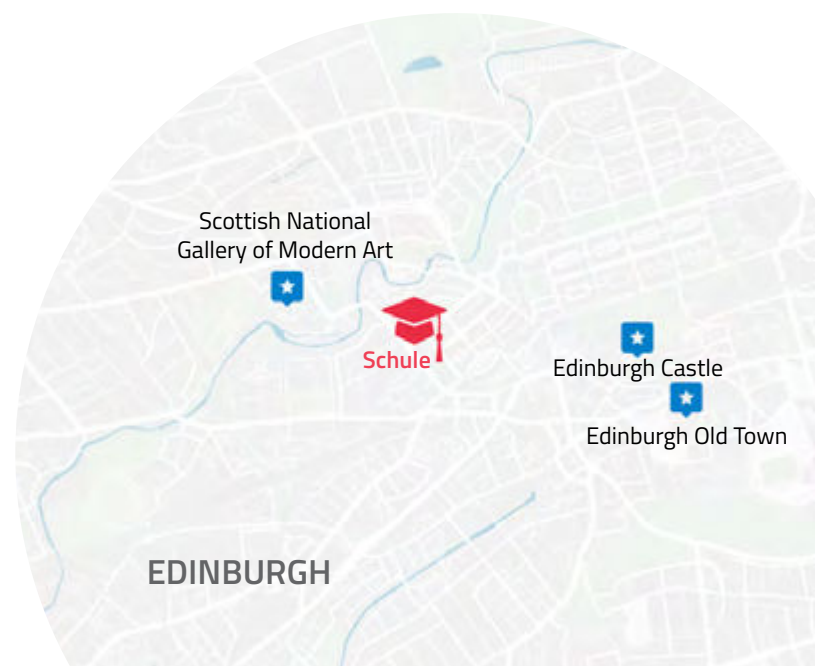 Scottish National
Gallery of Modern Art
Schule
Edinburgh Castle
Edinburgh Old Town
EDINBURGH